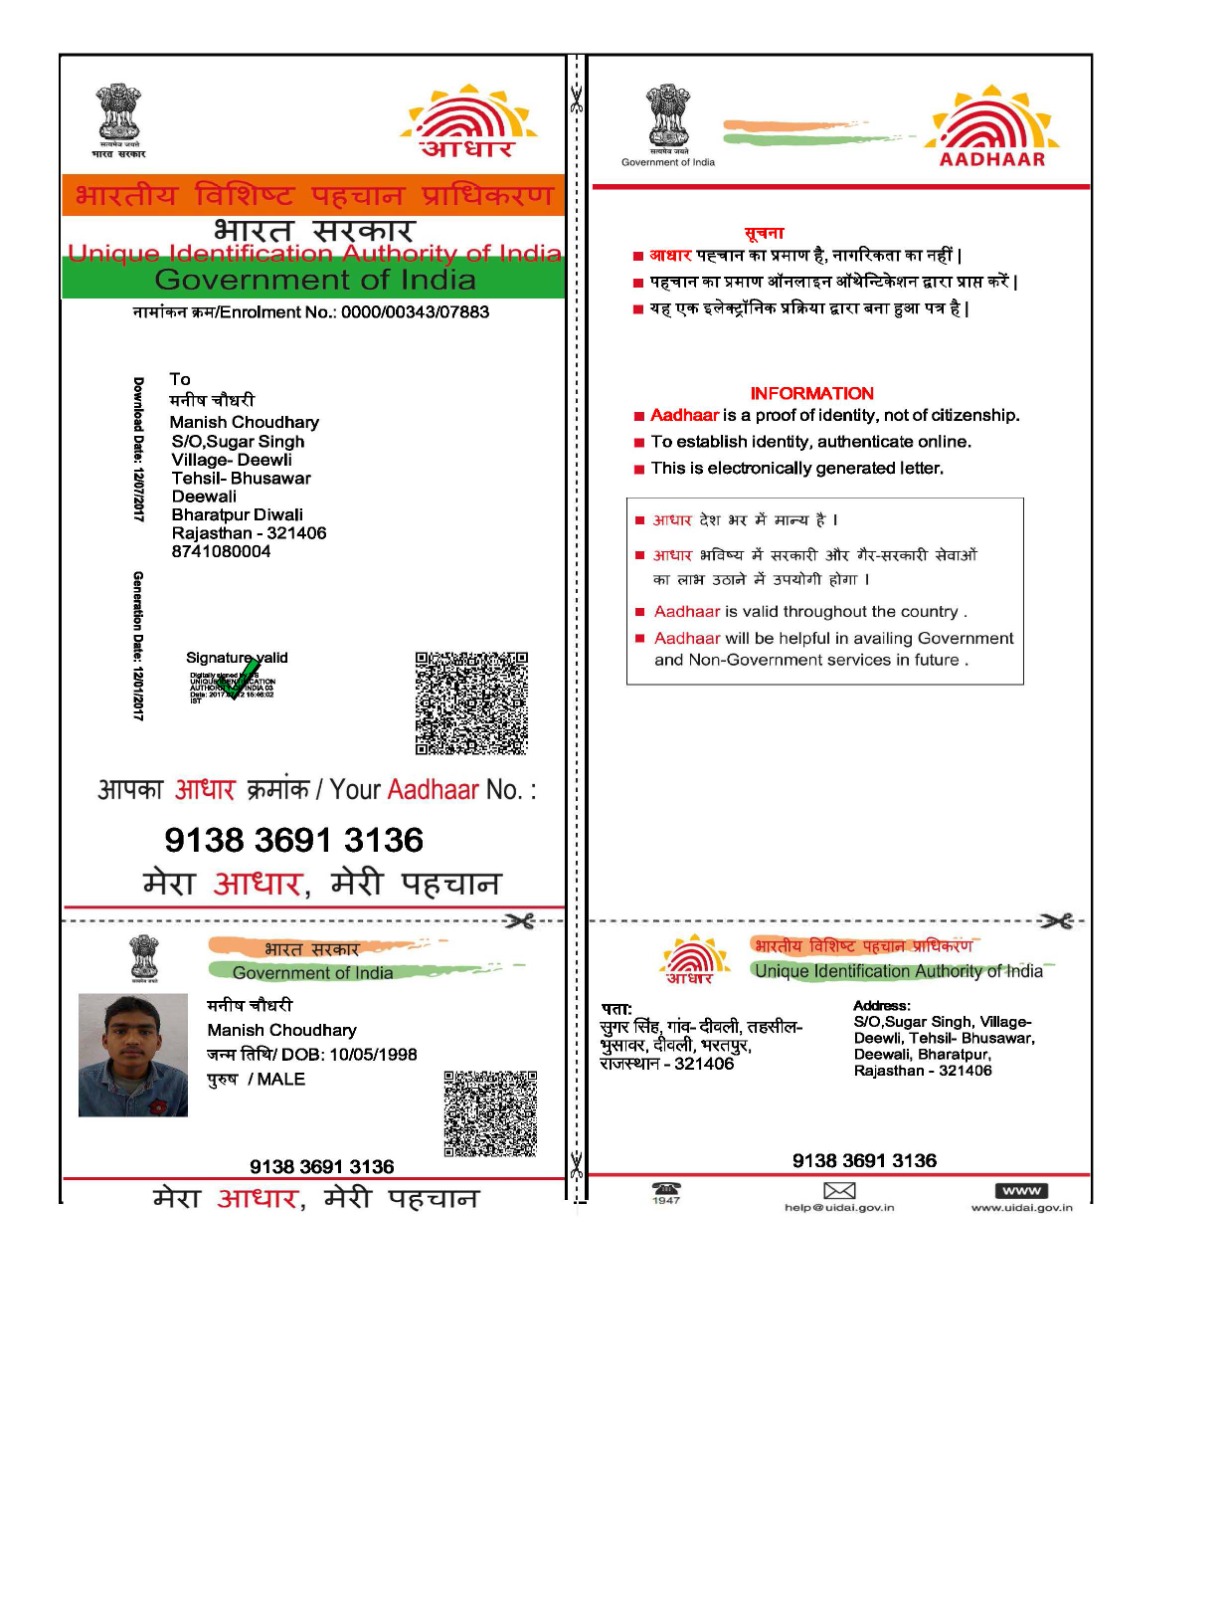 सत्यमेव जयते
भारत सरकार
आधार
भारतीय विशिष्ट पहचान प्राधिकरण
भारत सरकार
Unique Identification Authority of India
Government of India
नामांकन क्रम/Enrolment No.: 0000/00343/07883
Download Date: 12/07/2017
Generation Date: 12/01/2017
To
मनीष चौधरी
Manish Choudhary
S/O,Sugar Singh
Village- Deewli
Tehsil- Bhusawar
Deewali
Bharatpur Diwali
Rajasthan - 321406
8741080004
Signature valid
Digitally signed by
AUTHORITY OF INDIA 03
IST
आपका आधार क्रमांक / Your Aadhaar No. :
9138 3691 3136
मेरा आधार, मेरी पहचान
सत्यमेव जयते
Government of India
AADHAAR
सूचना
आधार पहचान का प्रमाण है, नागरिकता का नहीं |
पहचान का प्रमाण ऑनलाइन ऑथेन्टिकेशन द्वारा प्राप्त करें |
यह एक इलेक्ट्रॉनिक प्रक्रिया द्वारा बना हुआ पत्र है |
INFORMATION
Aadhaar is a proof of identity, not of citizenship.
To establish identity, authenticate online.
This is electronically generated letter.
आधार देश भर में मान्य है ।
आधार भविष्य में सरकारी और गैर-सरकारी सेवाओं
का लाभ उठाने में उपयोगी होगा ।
Aadhaar is valid throughout the country .
Aadhaar will be helpful in availing Government
and Non-Government services in future .
भारत सरकार
Government of India
मनीष चौधरी
Manish Choudhary
जन्म तिथि/ DOB: 10/05/1998
पुरुष / MALE
9138 3691 3136
मेरा आधार, मेरी पहचान
आधार
भारतीय विशिष्ट पहचान प्राधिकरण
Unique Identification Authority of India
पता:
सुगर सिंह, गांव- दीवली, तहसील-
भुसावर, दीवली, भरतपुर,
राजस्थान - 321406
Address:
S/O,Sugar Singh, Village-
Deewli, Tehsil- Bhusawar,
Deewali, Bharatpur,
Rajasthan - 321406
9138 3691 3136
1947
help@uidai.gov.in
www
www.uidai.gov.in